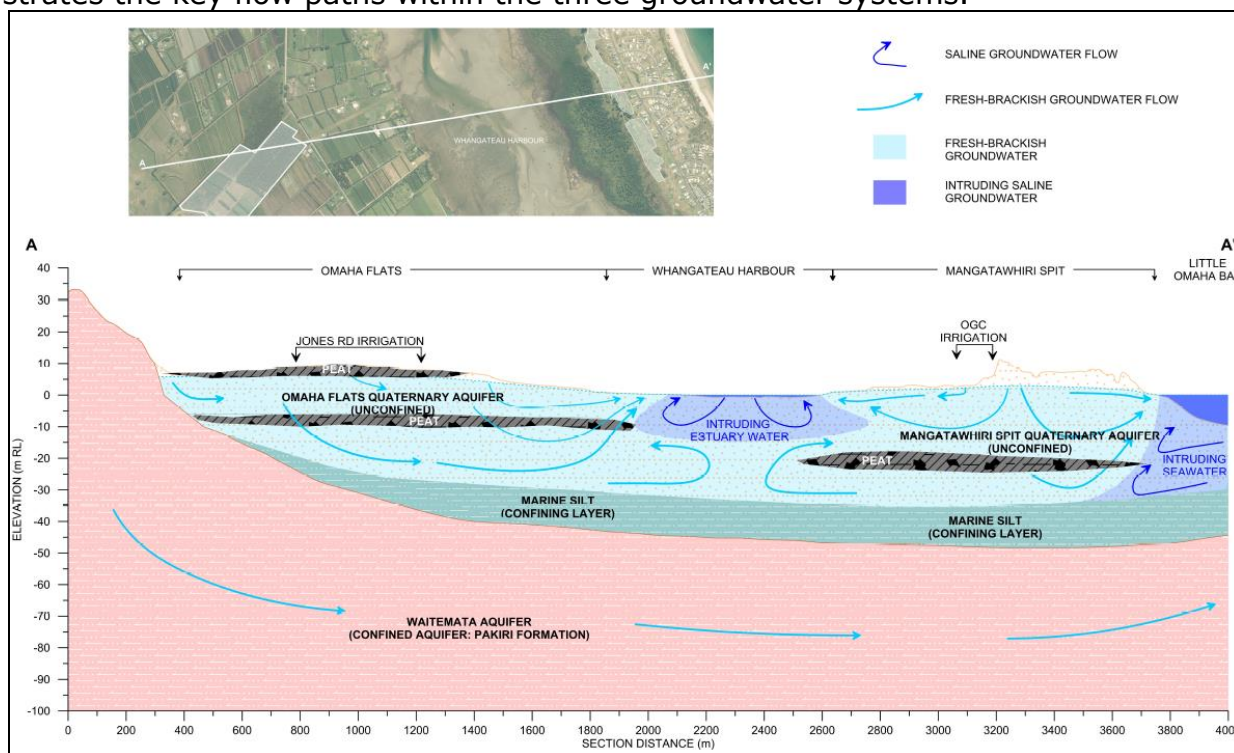 strates the key flow paths within the three groundwater systems.
SALINE GROUNDWATER FLOW
FRESH-BRACKISH GROUNDWATER FLOW
FRESH-BRACKISH
GROUNDWATER
INTRUDING SALINE
GROUNDWATER
A
A'
WHANGATEAU HARBOUR
A
A'
OMAHA FLATS
WHANGATEAU HARBOUR
MANGATAWHIRI SPIT
LITTLE
OMAHA BA
40
30
20
10
0
-10
-20
-30
-40
-50
-60
-70
-80
-90
-100
ELEVATION (m RL)
JONES RD IRRIGATION
OGC
IRRIGATION
PEAT
OMAHA FLATS QUATERNARY AQUIFER
(UNCONFINED)
PEAT
INTRUDING
ESTUARY WATER
MANGATAWHIRI SPIT QUATERNARY AQUIFER
(UNCONFINED)
PEAT
INTRUDING
SEAWATER
MARINE SILT
(CONFINING LAYER)
MARINE SILT
(CONFINING LAYER)
WAITEMATA AQUIFER
(CONFINED AQUIFER: PAKIRI FORMATION)
0 200 400 600 800 1000 1200 1400 1600 1800 2000 2200 2400 2600 2800 3000 3200 3400 3600 3800 400
SECTION DISTANCE (m)